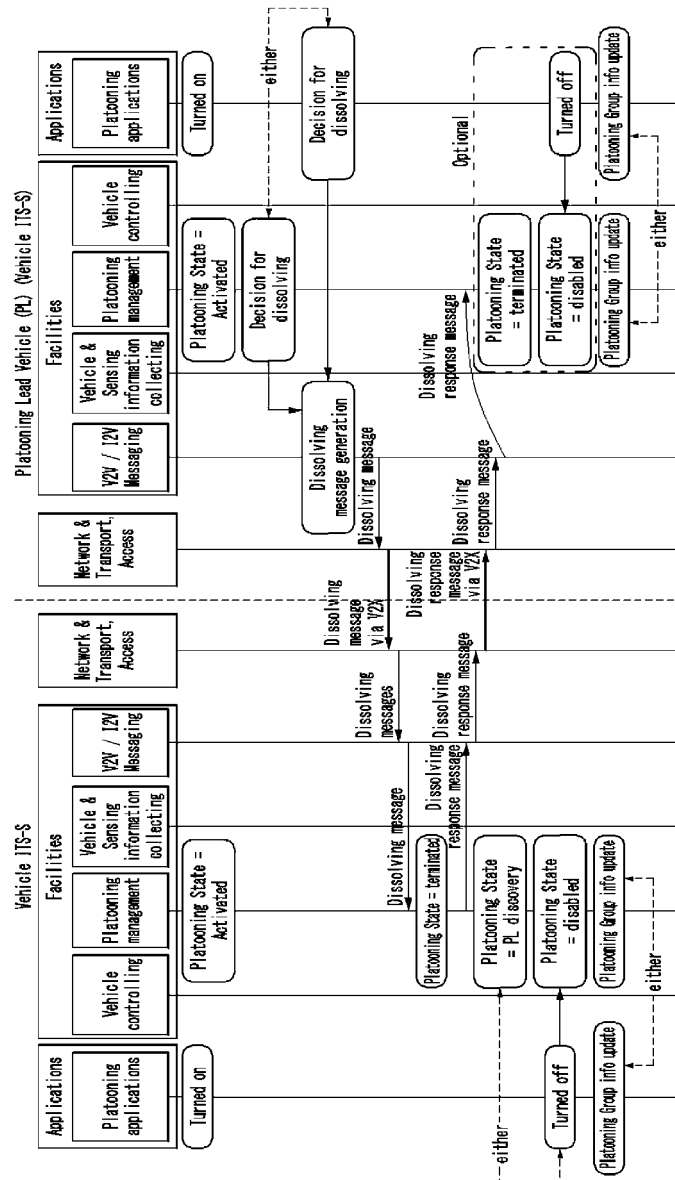 Vehicle ITS-S
Platooning Lead Vehicle (PL) (Vehicle ITS-S)
Applications
Platooning
applications
Facilities
Vehicle
controlling
Platooning
management
Vehicle &
Sensing
information
collecting
V2V / I2V
Messaging
Network &
Transport,
Access
Network &
Transport,
Access
Facilities
V2V / I2V
Messaging
Vehicle &
Sensing
information
collecting
Platooning
management
Vehicle
controlling
Applications
Platooning
applications
Turned on
Platooning State =
Activated
Platooning State =
Activated
Turned on
either
Decision for
dissolving
Decision for
dissolving
Dissolving
message generation
Dissolving message
Dissolving
message
via V2X
Dissolving
messages
Dissolving message
Platooning State = terminated
Dissolving
response message
Dissolving
response message
Dissolving
response
message
via V2X
Dissolving
response message
Dissolving
response message
Optional
either
Platooning State
= PL discovery
Platooning State
= terminated
Turned off
Platooning State
= disabled
Platooning State
= disabled
Turned off
Platooning Group info update
Platooning Group info update
Platooning Group info update
Platooning Group info update
either
either